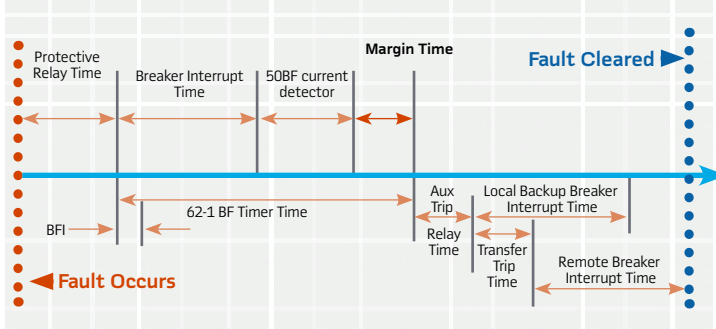 Protective
Relay Time
Breaker Interrupt
Time
50BF current
detector
Margin Time
Fault Cleared
62-1 BF Timer Time
BFI
Aux
Trip
Relay
Time
Local Backup Breaker
Interrupt Time
Transfer
Trip
Time
Remote Breaker
Interrupt Time
Fault Occurs